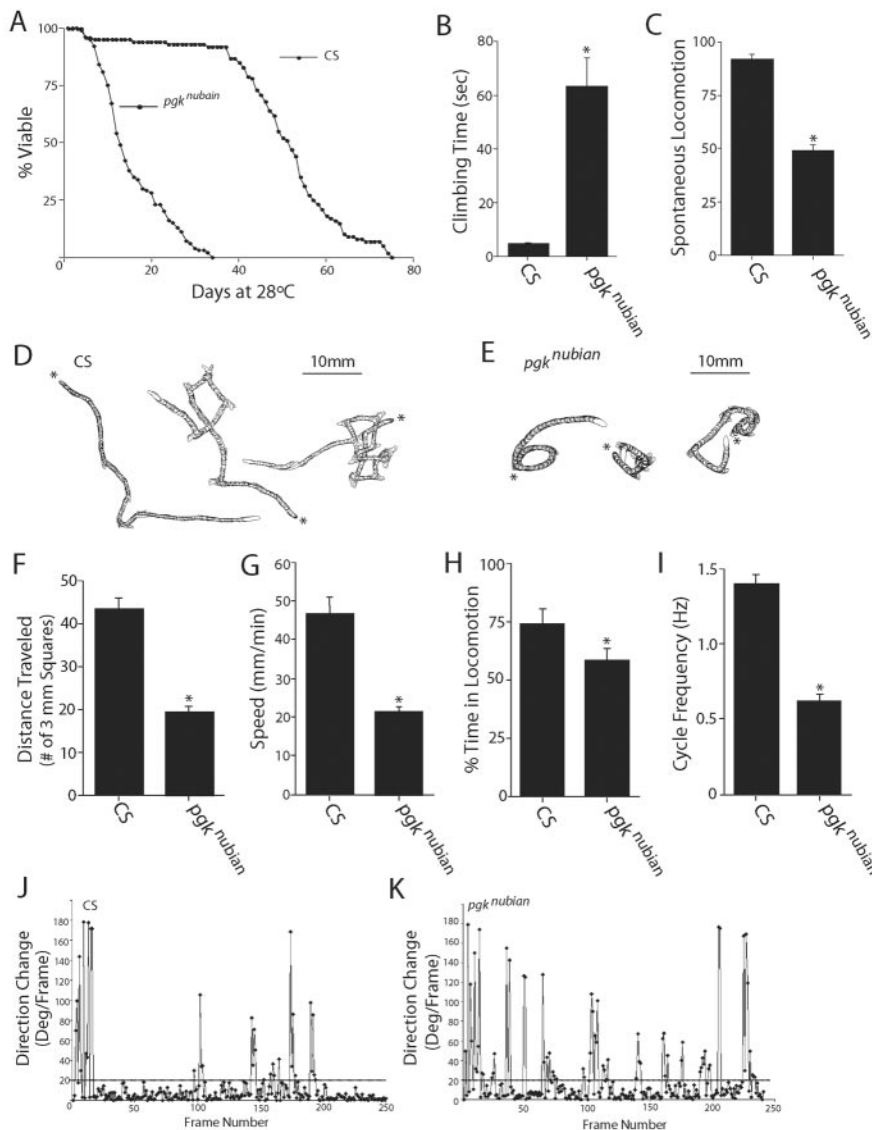 A
% Viable
100
75
50
25
0
20
40
60
80
Days at 28ºC
CS
pgk nubain
B
Climbing Time (sec)
80
60
40
20
0
CS
pgk nubian
*
C
Spontaneous Locomotion
100
75
50
25
0
CS
pgk nubian
*
D
CS
10mm
*
*
*
E
pgk nubian
10mm
*
*
*
F
Distance Traveled
(# of 3 mm Squares)
50
40
30
20
10
0
CS
pgk nubian
*
G
Speed (mm/min)
60
50
40
30
20
10
0
CS
pgk nubian
*
H
% Time in Locomotion
100
75
50
25
0
CS
pgk nubian
*
I
Cycle Frequency (Hz)
1.5
1.0
0.5
0
CS
pgk nubian
*
J
CS
Direction Change
(Deg/Frame)
180
160
140
120
100
80
60
40
20
0
0
50
100
150
200
250
Frame Number
K
pgk nubian
Direction Change
(Deg/Frame)
180
160
140
120
100
80
60
40
20
0
0
50
100
150
200
250
Frame Number